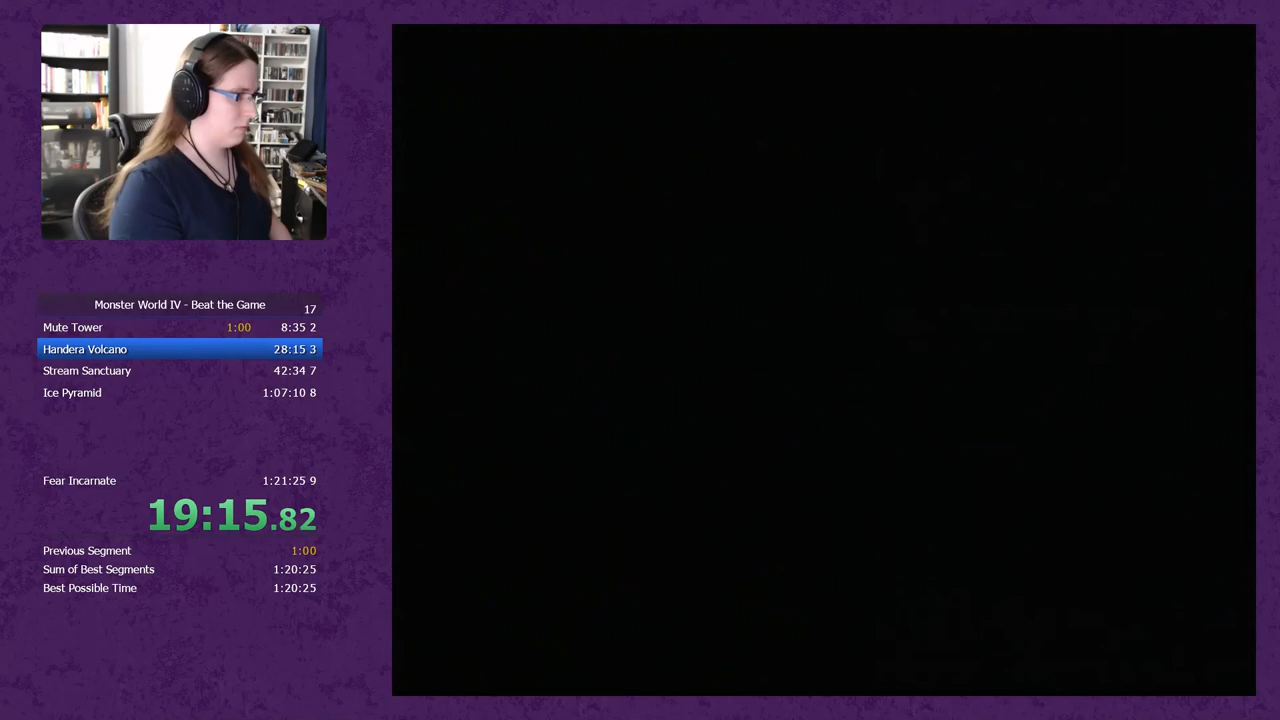 Monster World IV - Beat the Game
17
Mute Tower 1:00 8:35 2
Handera Volcano 28:15 3
Stream Sanctuary 42:34 7
Ice Pyramid 1:07:10 8
Fear Incarnate 1:21:25 9
19:15.82
Previous Segment 1:00
Sum of Best Segments 1:20:25
Best Possible Time 1:20:25